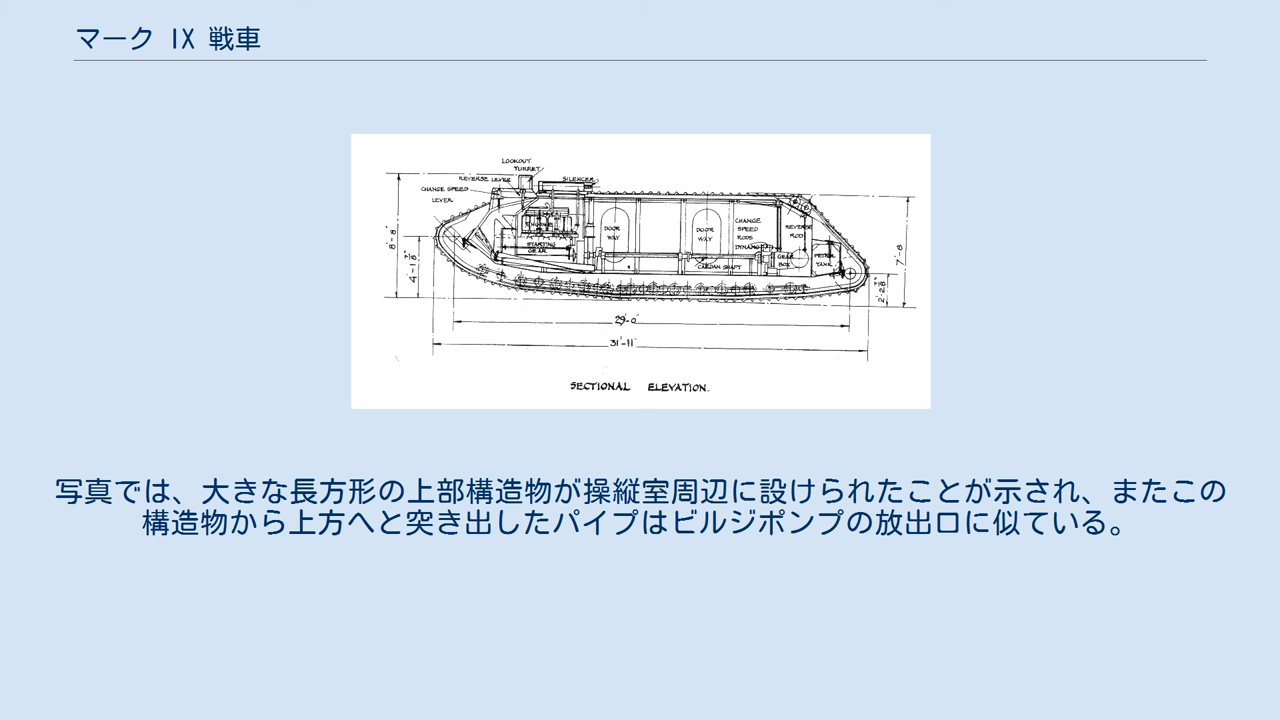 マーク IX 戦車
LOOKOUT
TURRET
REVERSE LEVER
SILENCER
CHANGE SPEED
LEVER
DOOR
WAY
DOOR
WAY
CHANGE
SPEED
RODS
DYNAMO
REVERSE
ROD
STARTING
GEAR
GEAR
BOX
PETROL
TANK
CARDAN SHAFT
8'-8"
7'-8"
29'-0"
31'-11"
SECTIONAL ELEVATION.
写真では、大きな長方形の上部構造物が操縦室周辺に設けられたことが示され、またこの
構造物から上方へと突き出したパイプはビルジポンプの放出口に似ている。